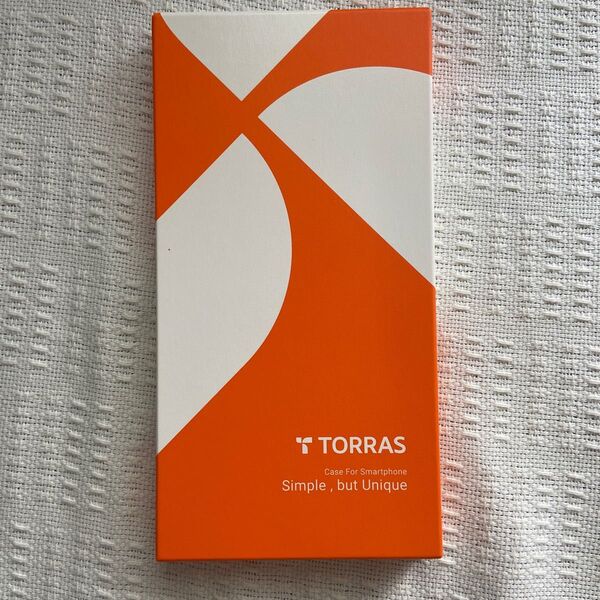 TORRAS
Case For Smartphone
Simple , but Unique